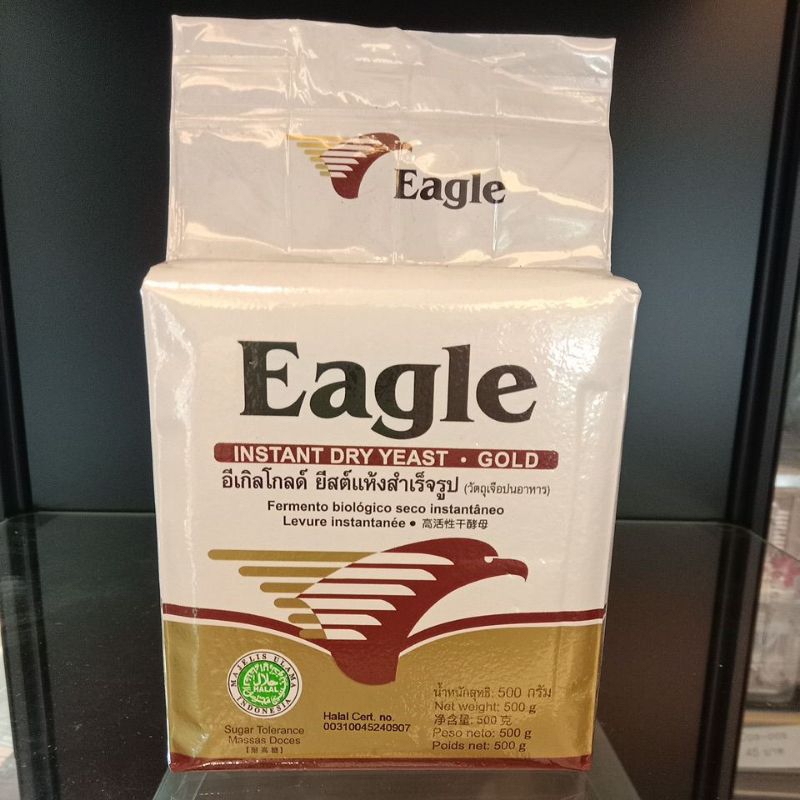 Eagle
Eagle
INSTANT DRY YEAST · GOLD
อีเกิลโกลด์ ยีสต์แห้งสำเร็จรูป (วัตถุเจือปนอาหาร)
Fermento biológico seco instantâneo
Levure instantanée ● 高活性干酵母
MAJELIS ULAMA INDONESIA
حلال
HALAL
Sugar Tolerance
Massas Doces
【耐高糖】
Halal Cert. no.
00310045240907
น้ำหนักสุทธิ: 500 กรัม
Net weight: 500 g
净含量: 500 克
Peso neto: 500 g
Poids net: 500 g